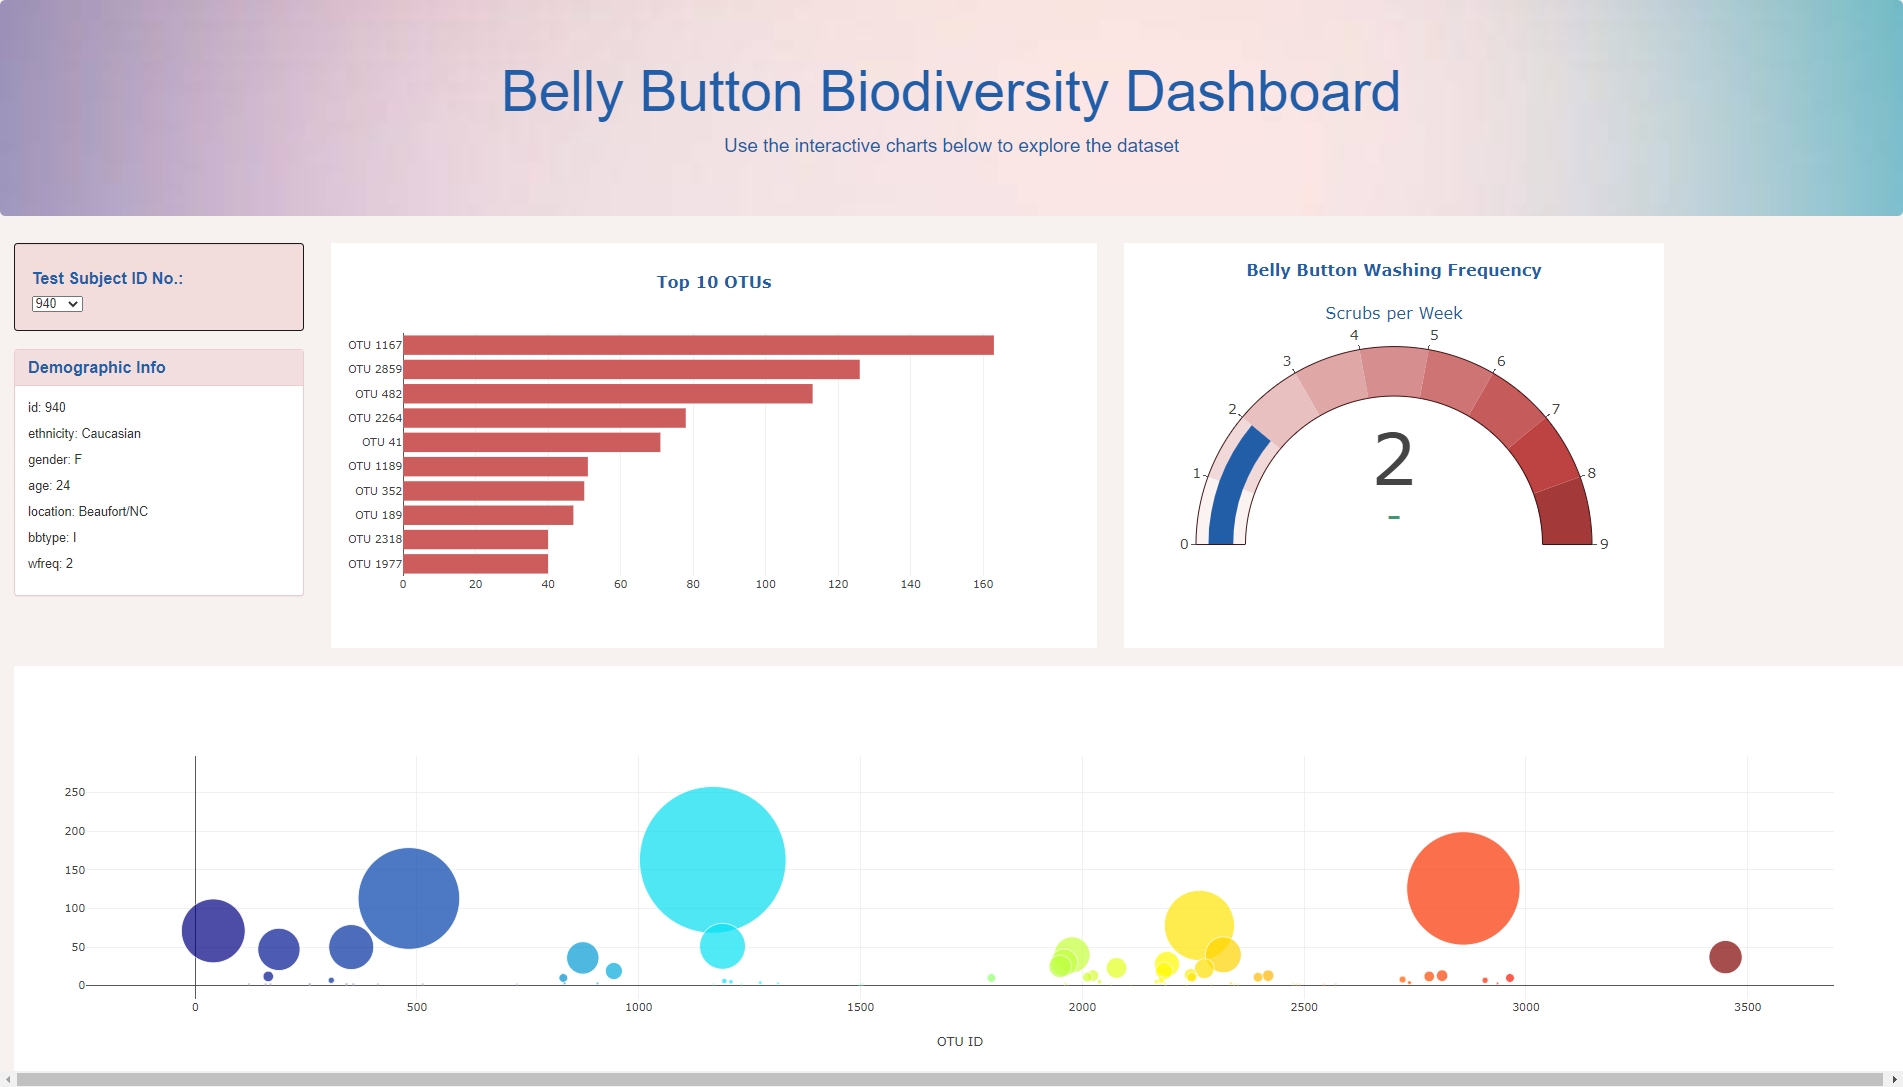 Belly Button Biodiversity Dashboard
Use the interactive charts below to explore the dataset
Test Subject ID No.:
940
Demographic Info
id: 940
ethnicity: Caucasian
gender: F
age: 24
location: Beaufort/NC
bbtype: I
wfreq: 2
Top 10 OTUs
OTU 1167
OTU 2859
OTU 482
OTU 2264
OTU 41
OTU 1189
OTU 352
OTU 189
OTU 2318
OTU 1977
0 20 40 60 80 100 120 140 160
Belly Button Washing Frequency
Scrubs per Week
0 1 2 3 4 5 6 7 8 9
2
-
250
200
150
100
50
0
0 500 1000 1500 2000 2500 3000 3500
OTU ID